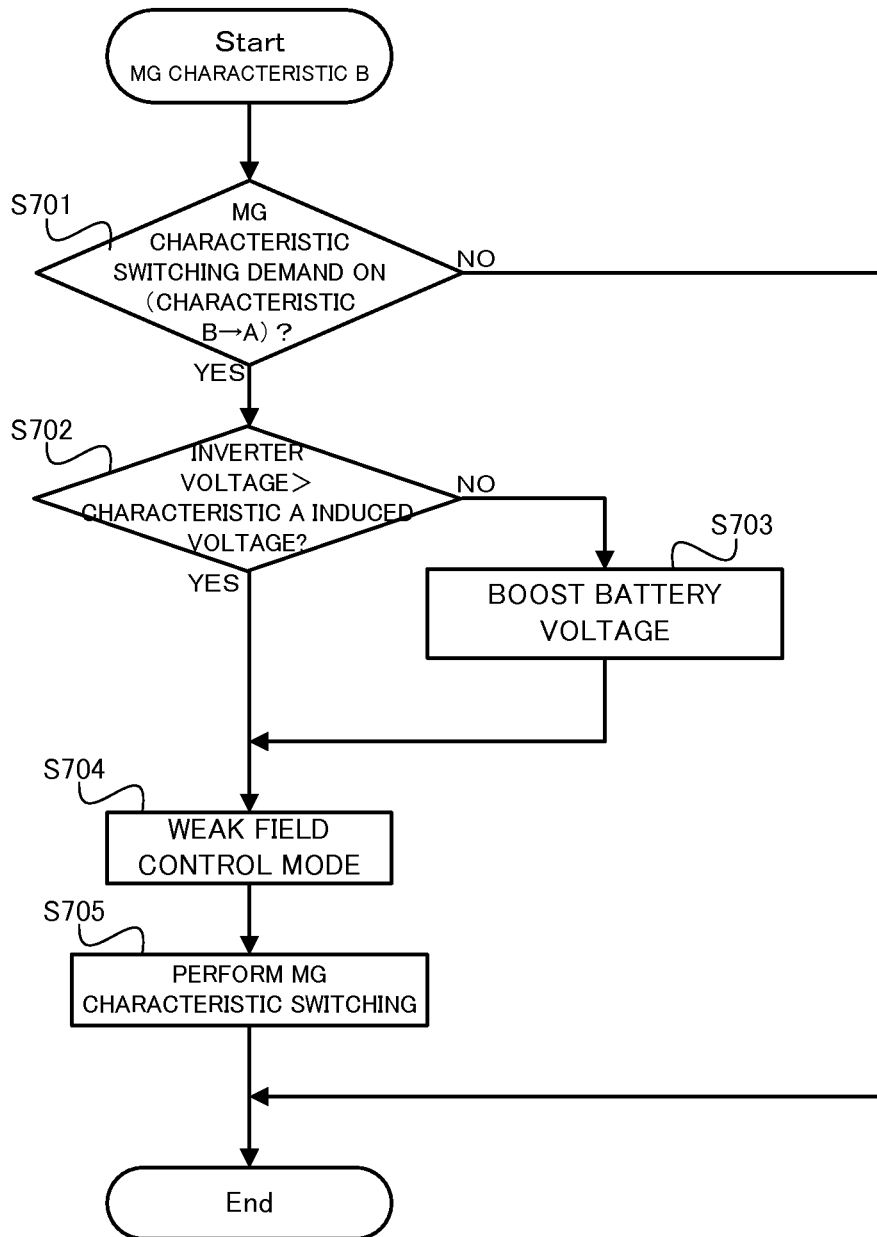 Start
MG CHARACTERISTIC B
S701
MG
CHARACTERISTIC
SWITCHING DEMAND ON
(CHARACTERISTIC
B→A)?
NO
YES
S702
INVERTER
VOLTAGE>
CHARACTERISTIC A INDUCED
VOLTAGE?
NO
YES
S703
BOOST BATTERY
VOLTAGE
S704
WEAK FIELD
CONTROL MODE
S705
PERFORM MG
CHARACTERISTIC SWITCHING
End